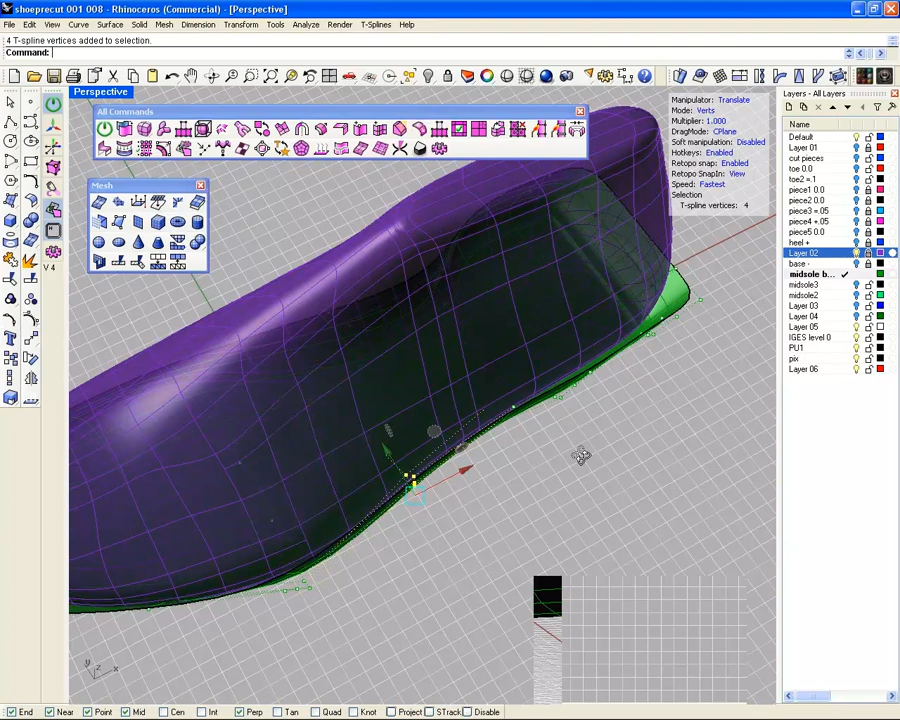 shoeprecut 001 008 - Rhinoceros (Commercial) - [Perspective]
File Edit View Curve Surface Solid Mesh Dimension Transform Tools Analyze Render T-Splines Help
4 T-spline vertices added to selection.
Command:
Perspective
All Commands
Mesh
V 4
Manipulator: Translate
Mode: Verts
Multiplier: 1.000
DragMode: CPlane
Soft manipulation: Disabled
Hotkeys: Enabled
Retopo snap: Enabled
Retopo SnapIn: View
Speed: Fastest
Selection
T-spline vertices: 4
Layers - All Layers
Name
Default
Layer 01
cut pieces
toe 0.0
toe2 =.1
piece1 0.0
piece2 0.0
piece3 =.05
piece4 +.05
piece5 0.0
heel +
Layer 02
base -
midsole b...
midsole3
midsole2
Layer 03
Layer 04
Layer 05
IGES level 0
PU1
pix
Layer 06
y
z
x
End Near Point Mid Cen Int Perp Tan Quad Knot Project STrack Disable